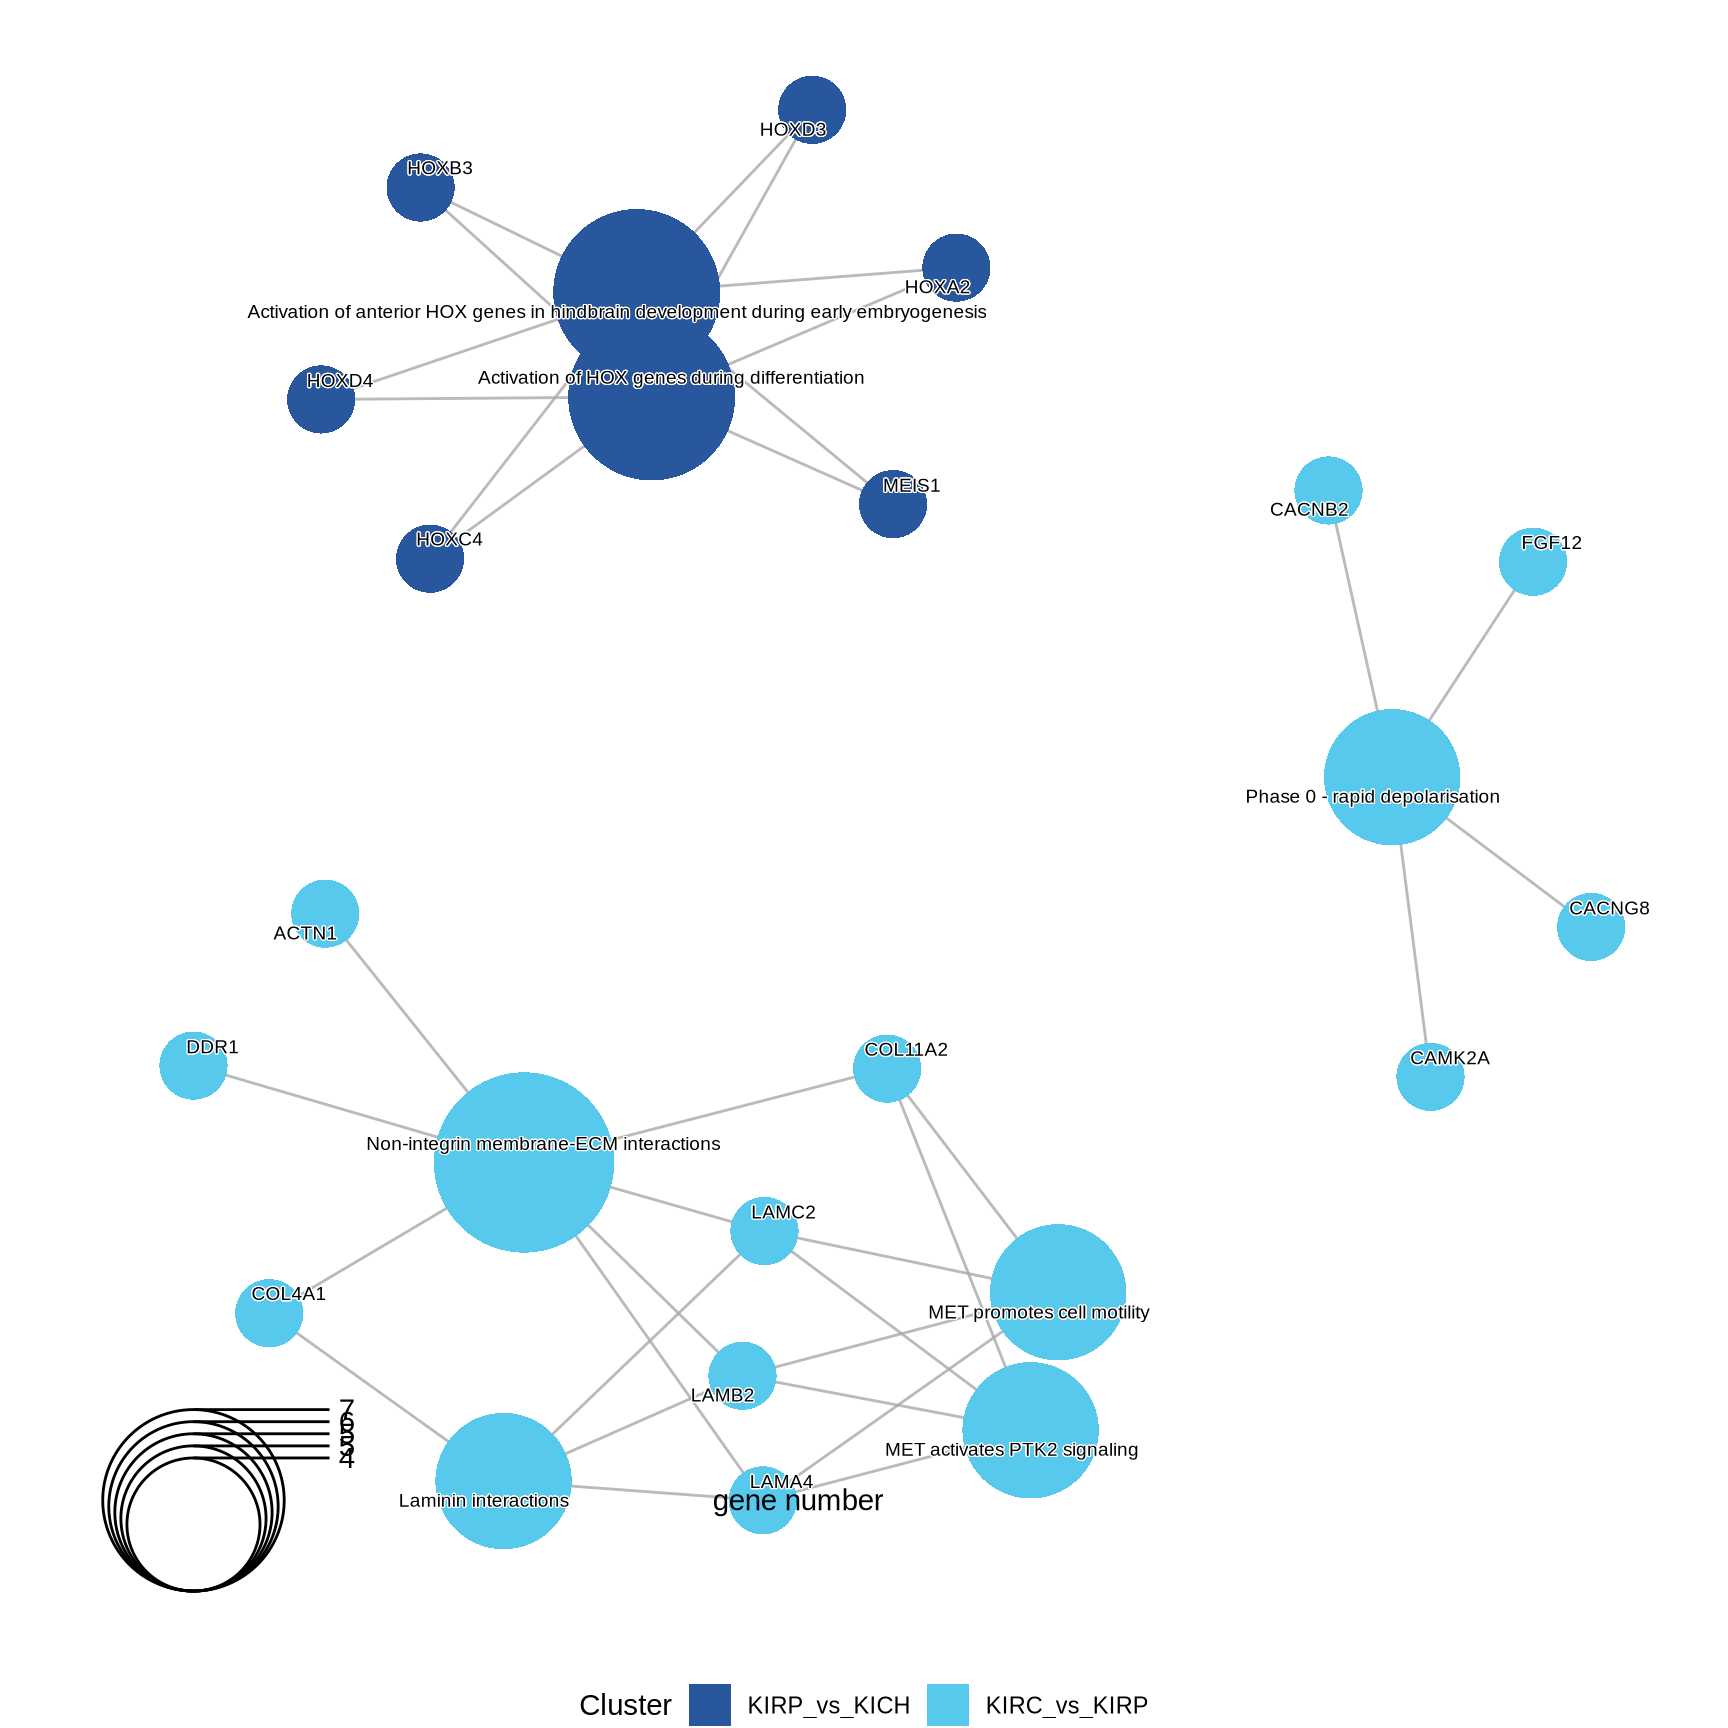 HOXD3
HOXB3
HOXA2
Activation of anterior HOX genes in hindbrain development during early embryogenesis
Activation of HOX genes during differentiation
HOXD4
MEIS1
HOXC4
CACNB2
FGF12
Phase 0 - rapid depolarisation
CACNG8
CAMK2A
ACTN1
DDR1
COL11A2
Non-integrin membrane-ECM interactions
LAMC2
COL4A1
MET promotes cell motility
LAMB2
MET activates PTK2 signaling
LAMA4
Laminin interactions
gene number
7
6
5
5
4
Cluster
KIRP_vs_KICH
KIRC_vs_KIRP